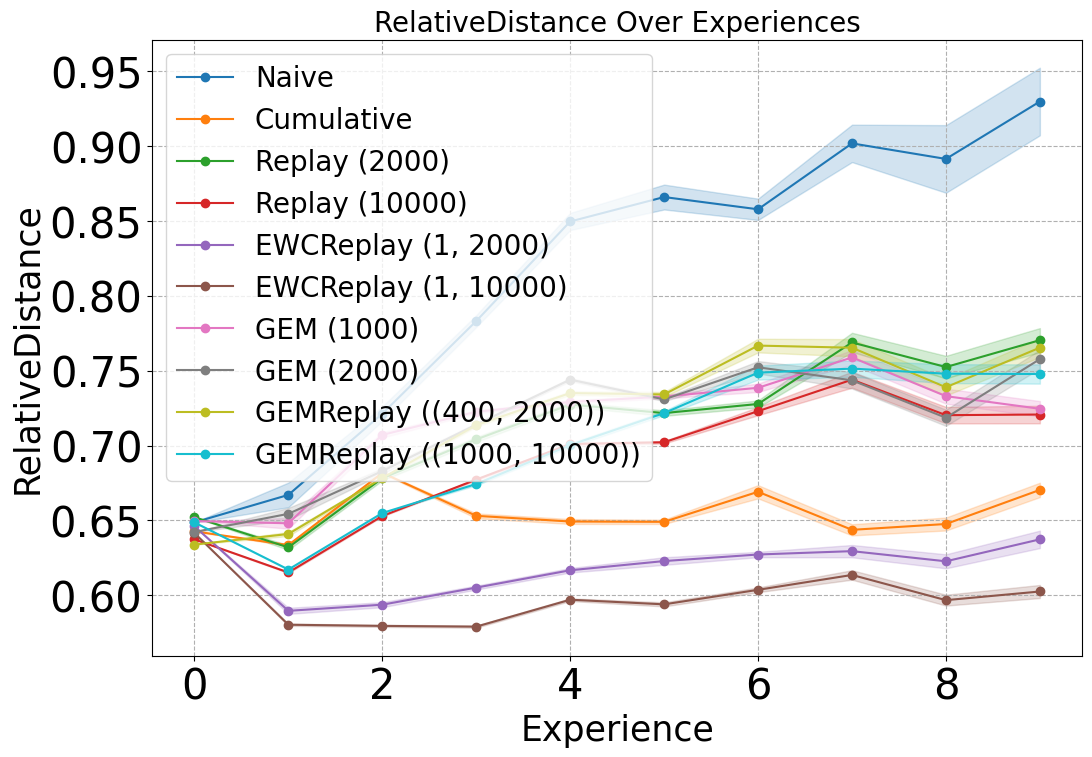 RelativeDistance Over Experiences
RelativeDistance
0.95
0.90
0.85
0.80
0.75
0.70
0.65
0.60
Naive
Cumulative
Replay (2000)
Replay (10000)
EWCReplay (1, 2000)
EWCReplay (1, 10000)
GEM (1000)
GEM (2000)
GEMReplay ((400, 2000))
GEMReplay ((1000, 10000))
0 2 4 6 8
Experience